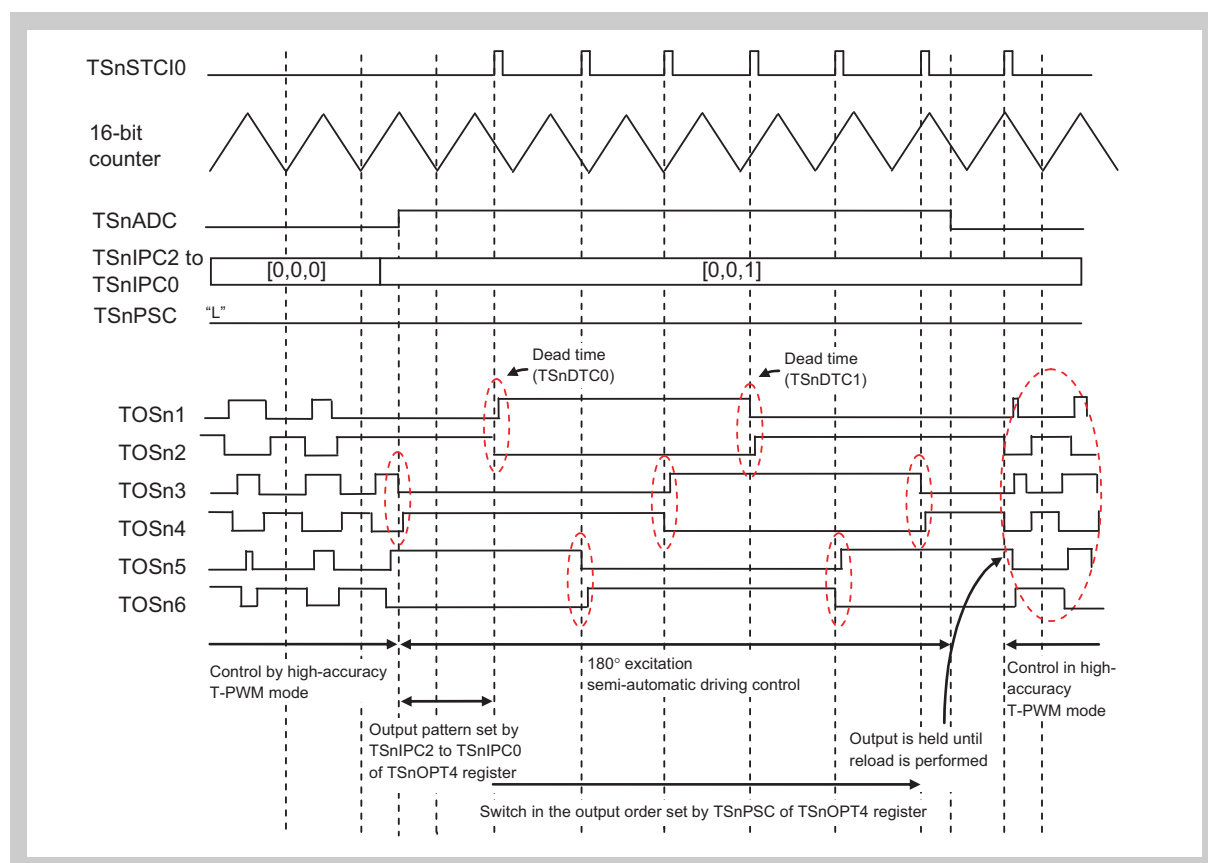 TSnSTCI0
16-bit
counter
TSnADC
TSnIPC2 to
TSnIPC0
[0,0,0]
[0,0,1]
TSnPSC
“L”
Dead time
(TSnDTC0)
Dead time
(TSnDTC1)
TOSn1
TOSn2
TOSn3
TOSn4
TOSn5
TOSn6
Control by high-accuracy
T-PWM mode
180° excitation
semi-automatic driving control
Control in high-
accuracy
T-PWM mode
Output pattern set by
TSnIPC2 to TSnIPC0
of TSnOPT4 register
Output is held until
reload is performed
Switch in the output order set by TSnPSC of TSnOPT4 register